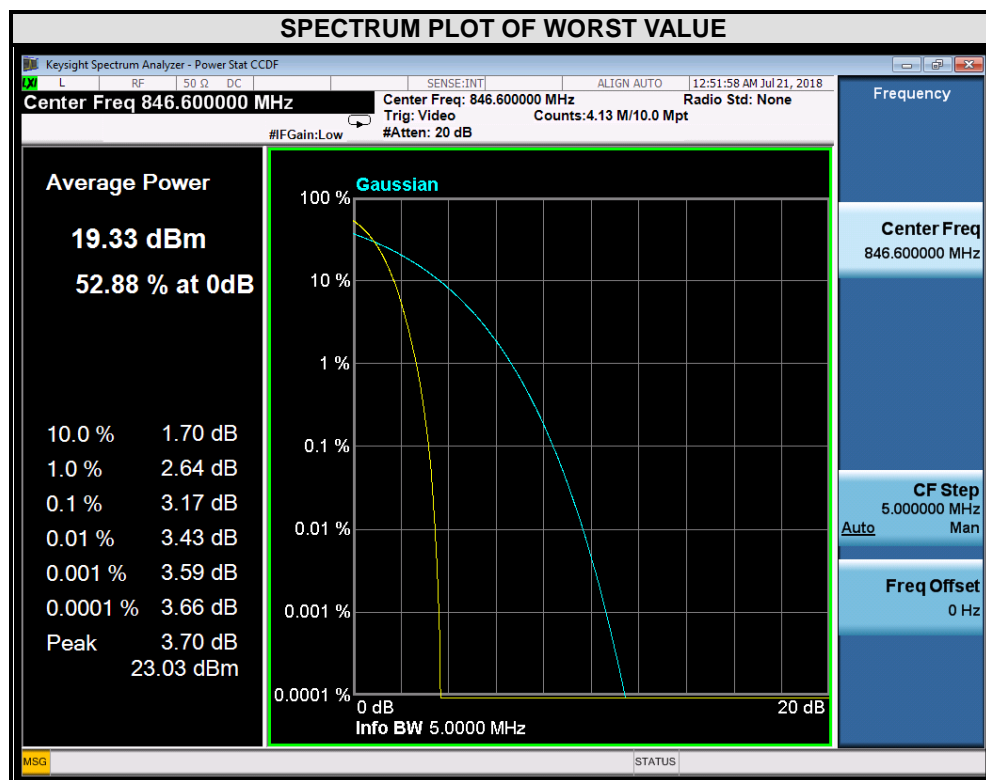 SPECTRUM PLOT OF WORST VALUE
Keysight Spectrum Analyzer - Power Stat CCDF
LXI L RF 50 Ω DC SENSE:INT ALIGN AUTO 12:51:58 AM Jul 21, 2018
Center Freq 846.600000 MHz
Center Freq: 846.600000 MHz Radio Std: None
Trig: Video Counts:4.13 M/10.0 Mpt
#IFGain:Low #Atten: 20 dB
Frequency
Average Power
19.33 dBm
52.88 % at 0dB
10.0 % 1.70 dB
1.0 % 2.64 dB
0.1 % 3.17 dB
0.01 % 3.43 dB
0.001 % 3.59 dB
0.0001 % 3.66 dB
Peak 3.70 dB
23.03 dBm
Gaussian
100 %
10 %
1 %
0.1 %
0.01 %
0.001 %
0.0001 %
0 dB 20 dB
Info BW 5.0000 MHz
Center Freq
846.600000 MHz
CF Step
5.000000 MHz
Auto Man
Freq Offset
0 Hz
MSG STATUS